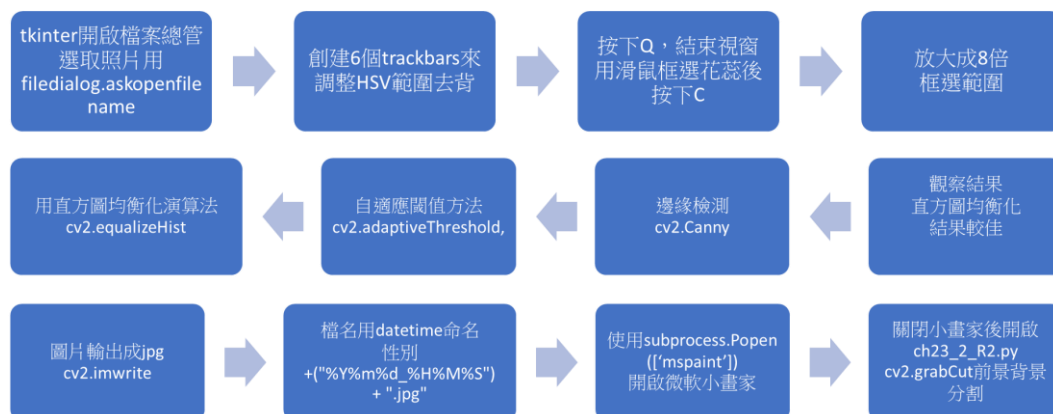 tkinter開啟檔案總管
選取照片用
filedialog.askopenfile
name
創建6個trackbars來
調整HSV範圍去背
按下Q，結束視窗
用滑鼠框選花蕊後
按下C
放大成8倍
框選範圍
用直方圖均衡化演算法
cv2.equalizeHist
自適應閾值方法
cv2.adaptiveThreshold,
邊緣檢測
cv2.Canny
觀察結果
直方圖均衡化
結果較佳
圖片輸出成jpg
cv2.imwrite
檔名用datetime命名
性別
+("%Y%m%d_%H%M%S")
+ ".jpg"
使用subprocess.Popen
(['mspaint'])
開啟微軟小畫家
關閉小畫家後開啟
ch23_2_R2.py
cv2.grabCut前景背景
分割